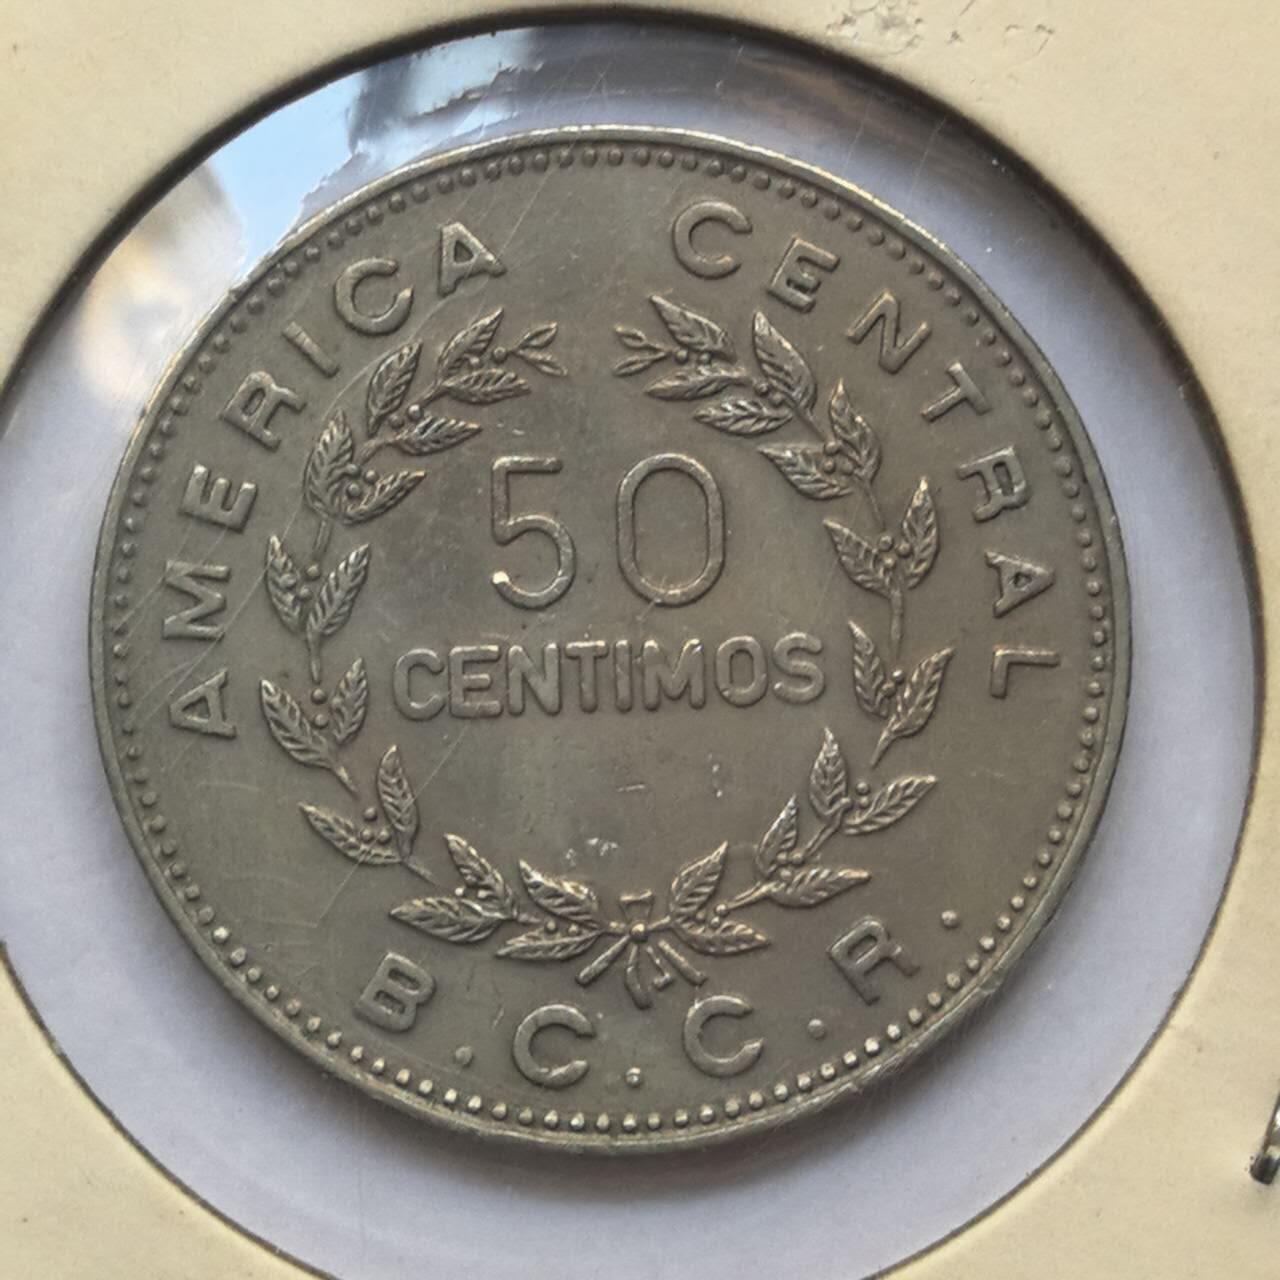 AMERICA CENTRAL
50
CENTIMOS
B.C.C.R.